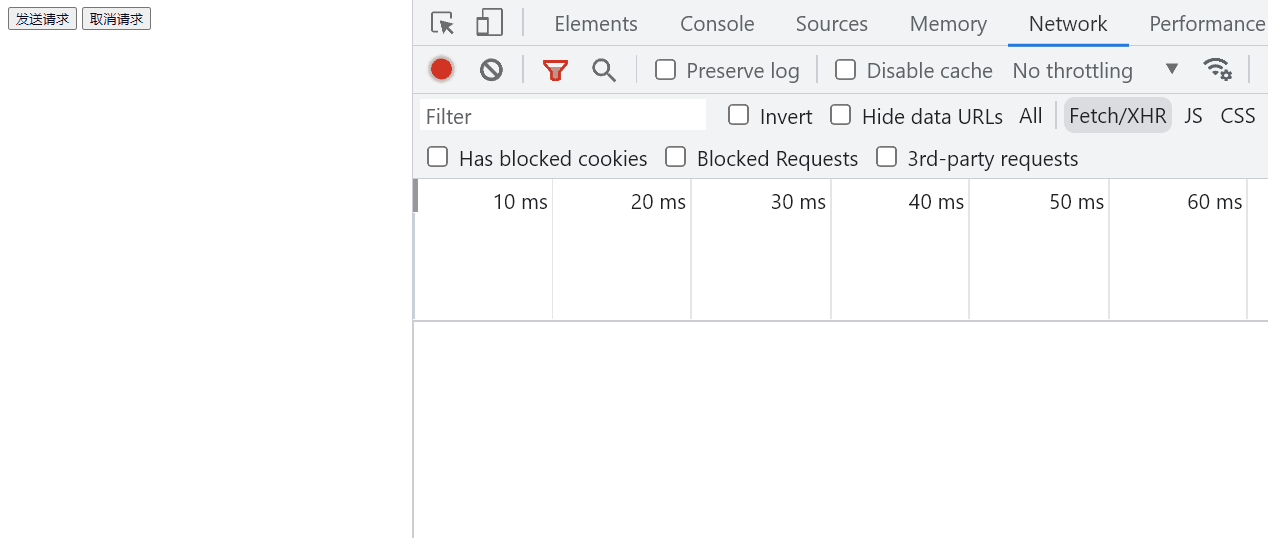 发送请求 取消请求
Elements Console Sources Memory Network Performance
Preserve log Disable cache No throttling
Filter Invert Hide data URLs All Fetch/XHR JS CSS
Has blocked cookies Blocked Requests 3rd-party requests
10 ms 20 ms 30 ms 40 ms 50 ms 60 ms